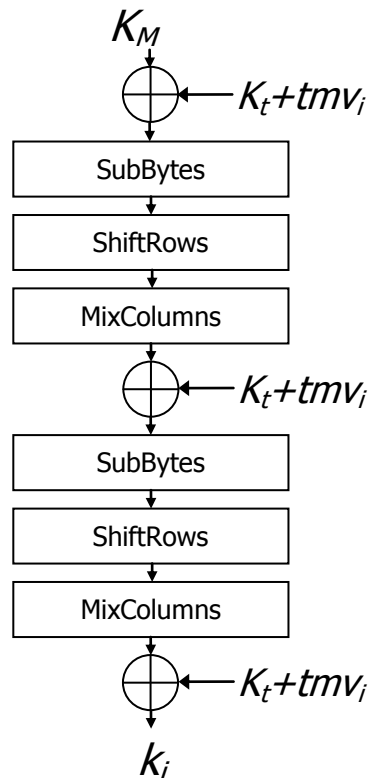 K_M
K_t+tmv_i
SubBytes
ShiftRows
MixColumns
K_t+tmv_i
SubBytes
ShiftRows
MixColumns
K_t+tmv_i
k_i